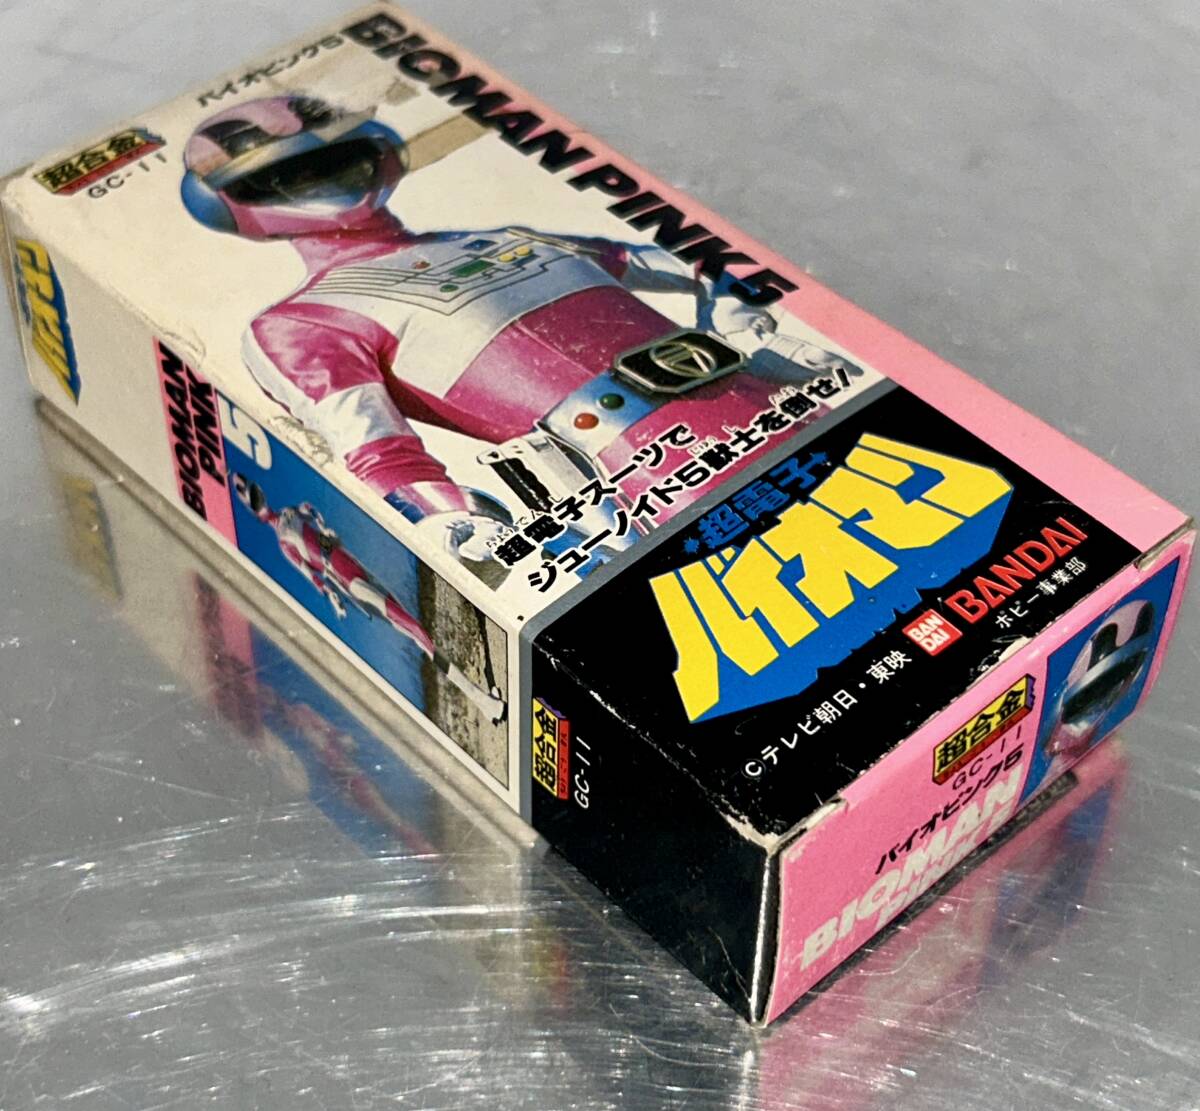 BIOMAN PINK 5
バイオピンク5
超合金
GC-11
超電子スーツで
ジューノイド5獣士を倒せ!
超電子
バイオマン
BAN
DAI
BANDAI
ポピー事業部
©テレビ朝日・東映
BIOMAN
PINK
5
超合金
GC-11
超合金
GC-11
バイオピンク5
BIOMAN
PINK 5